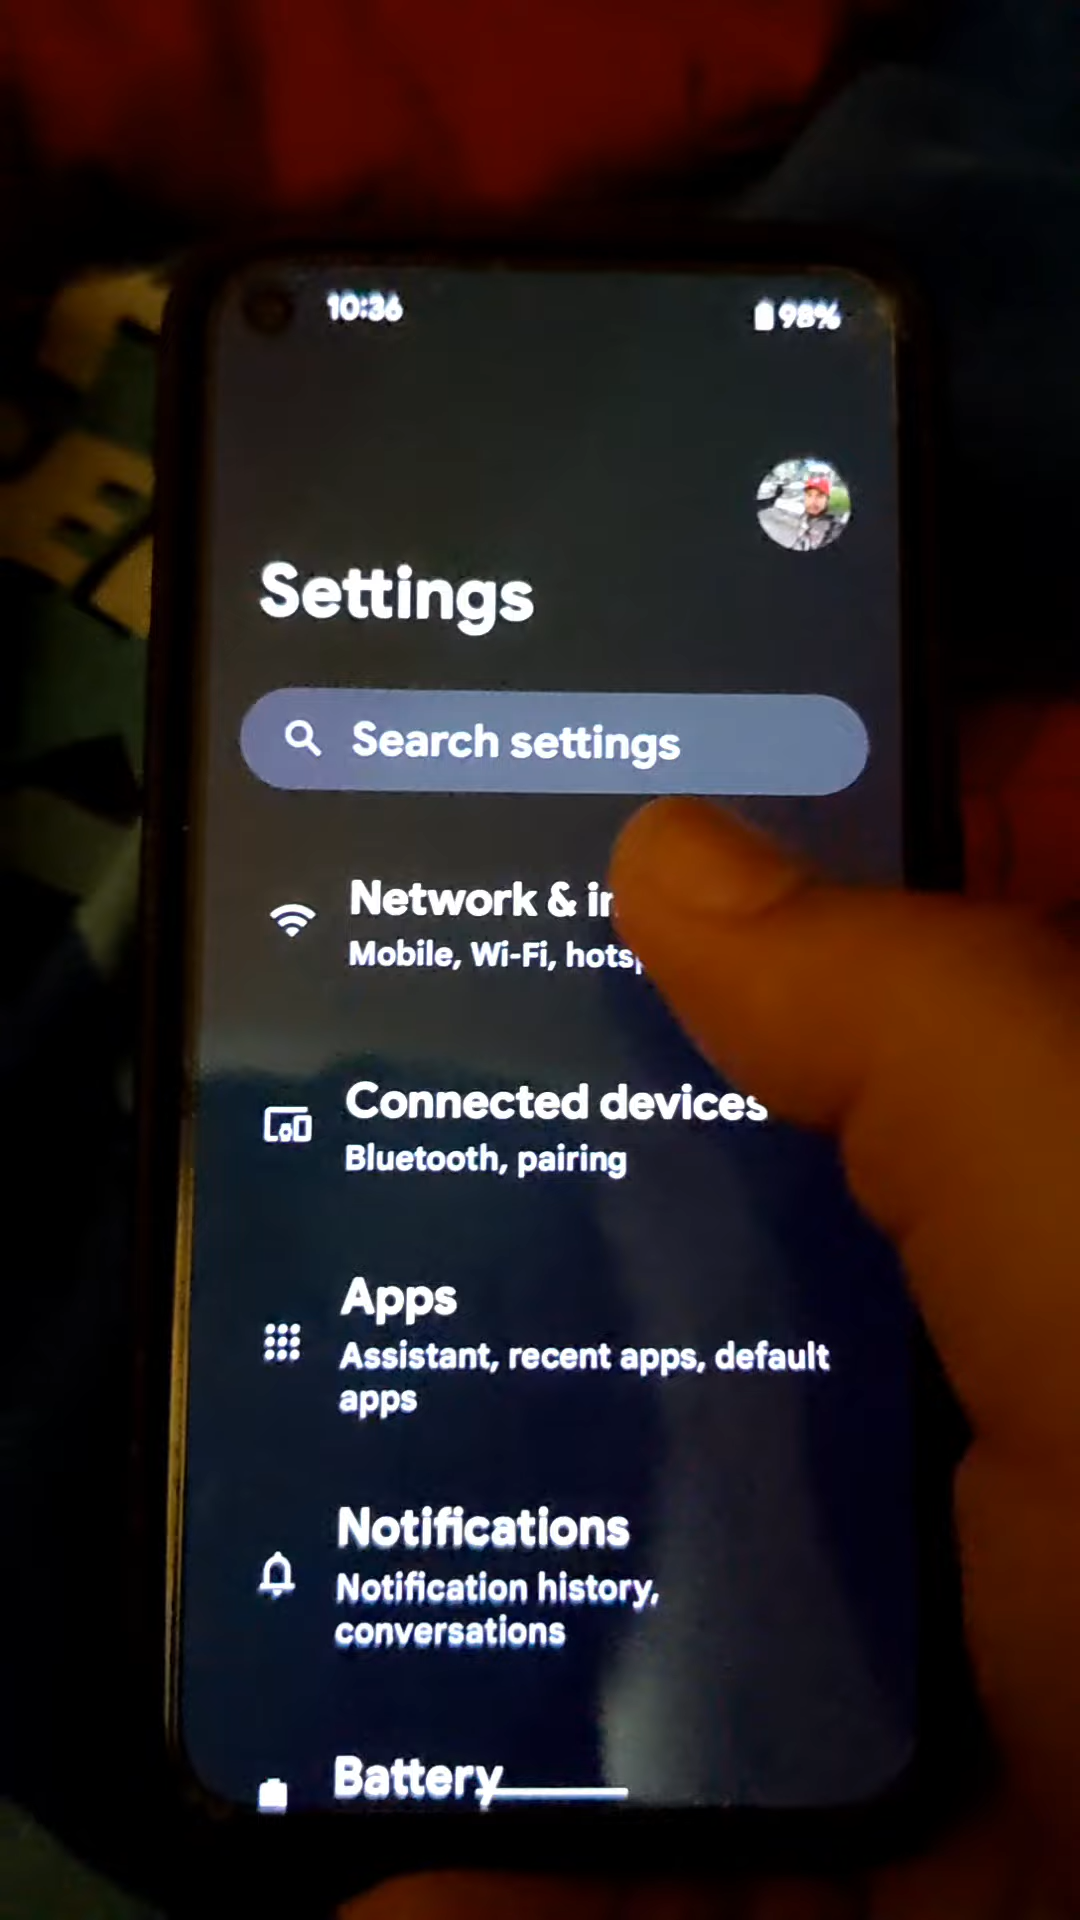 10:36
98%
Settings
Search settings
Network & in
Mobile, Wi-Fi, hots
Connected devices
Bluetooth, pairing
Apps
Assistant, recent apps, default
apps
Notifications
Notification history,
conversations
Battery